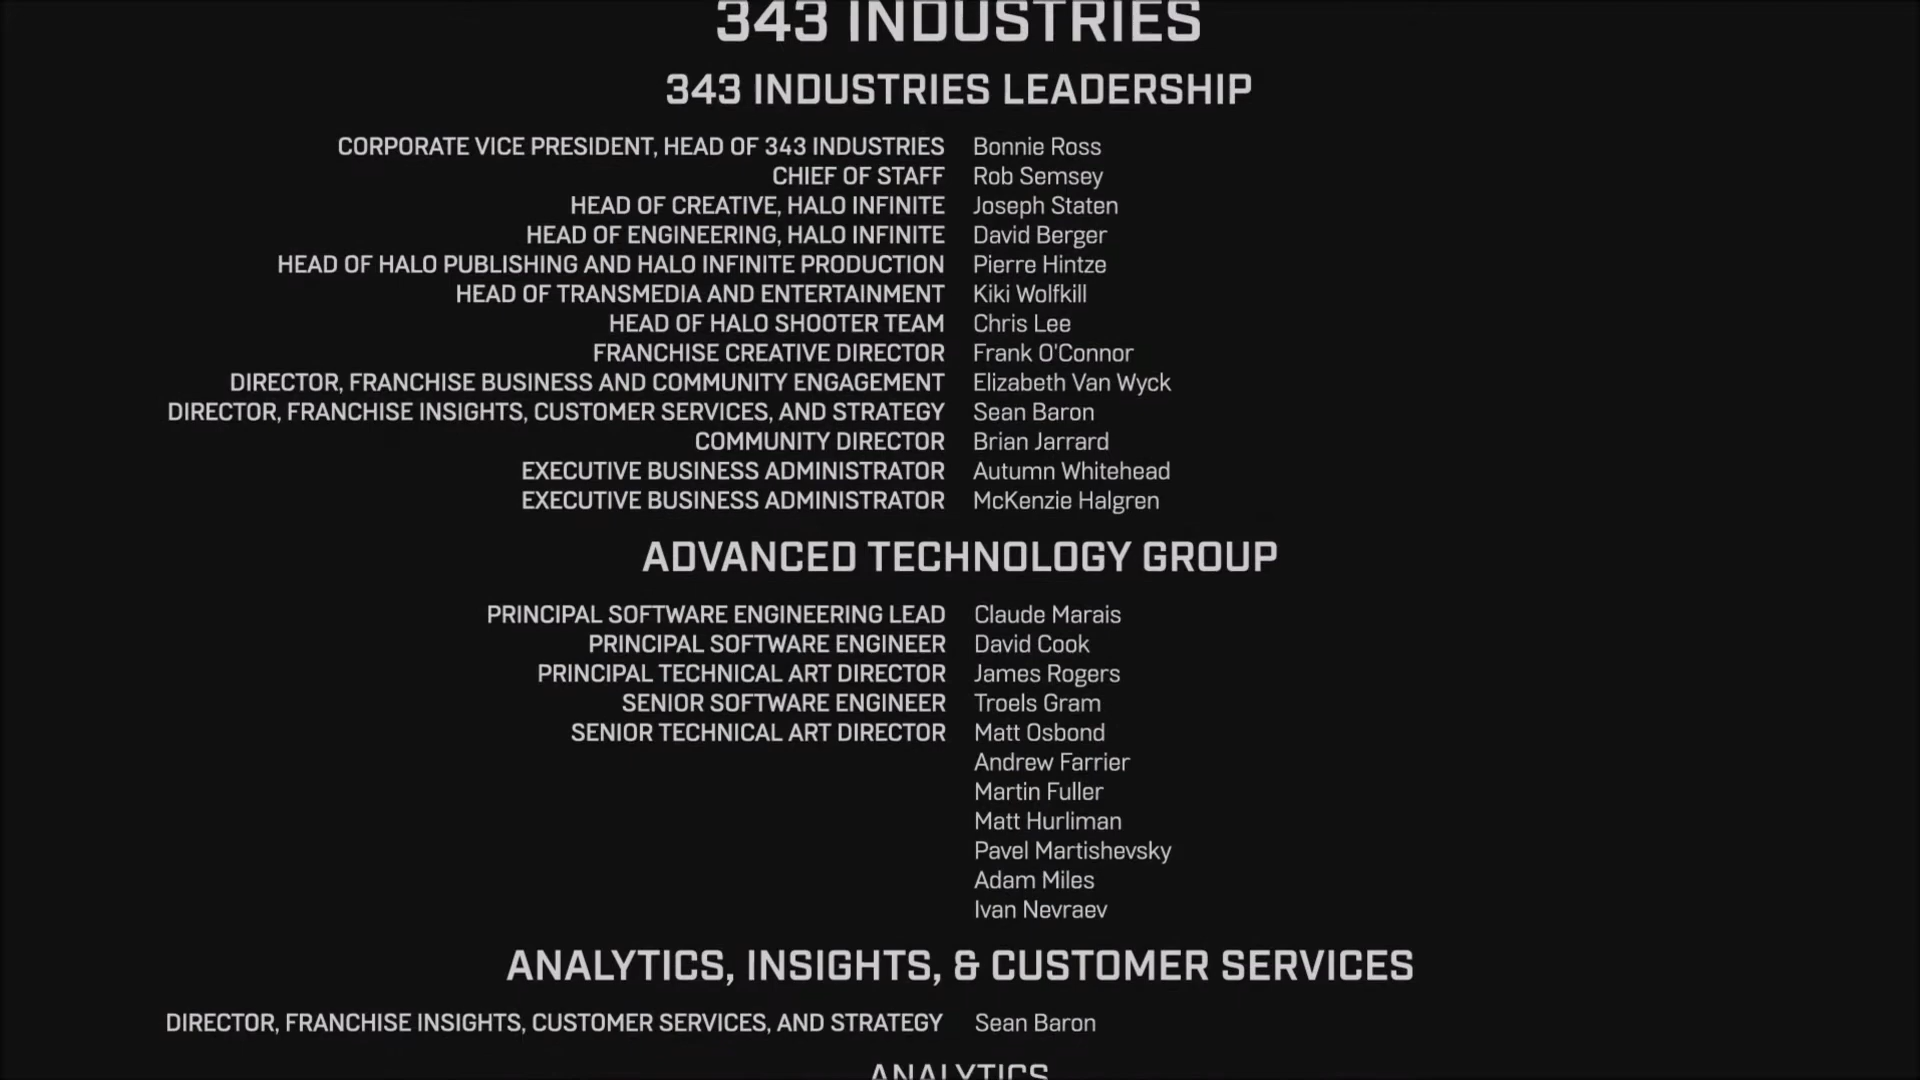 343 INDUSTRIES
343 INDUSTRIES LEADERSHIP
CORPORATE VICE PRESIDENT, HEAD OF 343 INDUSTRIES Bonnie Ross
CHIEF OF STAFF Rob Semsey
HEAD OF CREATIVE, HALO INFINITE Joseph Staten
HEAD OF ENGINEERING, HALO INFINITE David Berger
HEAD OF HALO PUBLISHING AND HALO INFINITE PRODUCTION Pierre Hintze
HEAD OF TRANSMEDIA AND ENTERTAINMENT Kiki Wolfkill
HEAD OF HALO SHOOTER TEAM Chris Lee
FRANCHISE CREATIVE DIRECTOR Frank O'Connor
DIRECTOR, FRANCHISE BUSINESS AND COMMUNITY ENGAGEMENT Elizabeth Van Wyck
DIRECTOR, FRANCHISE INSIGHTS, CUSTOMER SERVICES, AND STRATEGY Sean Baron
COMMUNITY DIRECTOR Brian Jarrard
EXECUTIVE BUSINESS ADMINISTRATOR Autumn Whitehead
EXECUTIVE BUSINESS ADMINISTRATOR McKenzie Halgren
ADVANCED TECHNOLOGY GROUP
PRINCIPAL SOFTWARE ENGINEERING LEAD Claude Marais
PRINCIPAL SOFTWARE ENGINEER David Cook
PRINCIPAL TECHNICAL ART DIRECTOR James Rogers
SENIOR SOFTWARE ENGINEER Troels Gram
SENIOR TECHNICAL ART DIRECTOR Matt Osbond
Andrew Farrier
Martin Fuller
Matt Hurliman
Pavel Martishevsky
Adam Miles
Ivan Nevraev
ANALYTICS, INSIGHTS, & CUSTOMER SERVICES
DIRECTOR, FRANCHISE INSIGHTS, CUSTOMER SERVICES, AND STRATEGY Sean Baron
ANALYTICS